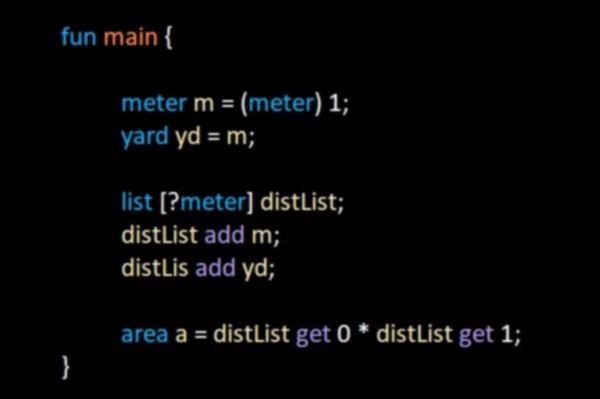 fun main {
meter m = (meter) 1;
yard yd = m;
list [?meter] distList;
distList add m;
distLis add yd;
area a = distList get 0 * distList get 1;
}